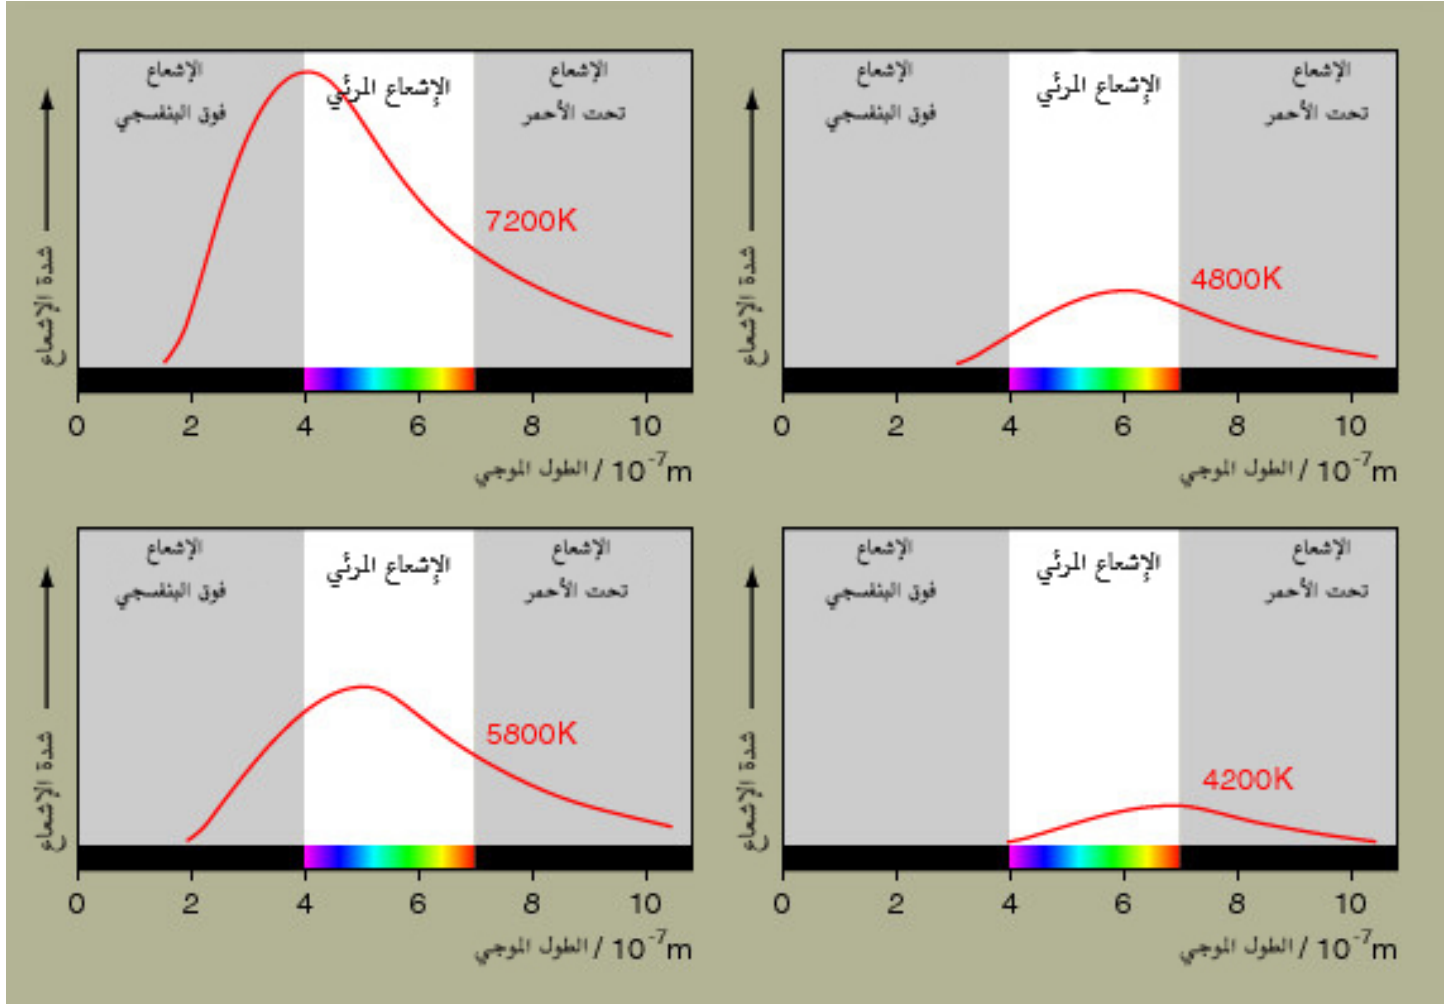 الإشعاع
فوق البنفسجي
الإشعاع المرئي
الإشعاع
تحت الأحمر
7200K
شدة الإشعاع
0 2 4 6 8 10
الطول الموجي / 10⁻⁷m
الإشعاع
فوق البنفسجي
الإشعاع المرئي
الإشعاع
تحت الأحمر
4800K
شدة الإشعاع
0 2 4 6 8 10
الطول الموجي / 10⁻⁷m
الإشعاع
فوق البنفسجي
الإشعاع المرئي
الإشعاع
تحت الأحمر
5800K
شدة الإشعاع
0 2 4 6 8 10
الطول الموجي / 10⁻⁷m
الإشعاع
فوق البنفسجي
الإشعاع المرئي
الإشعاع
تحت الأحمر
4200K
شدة الإشعاع
0 2 4 6 8 10
الطول الموجي / 10⁻⁷m